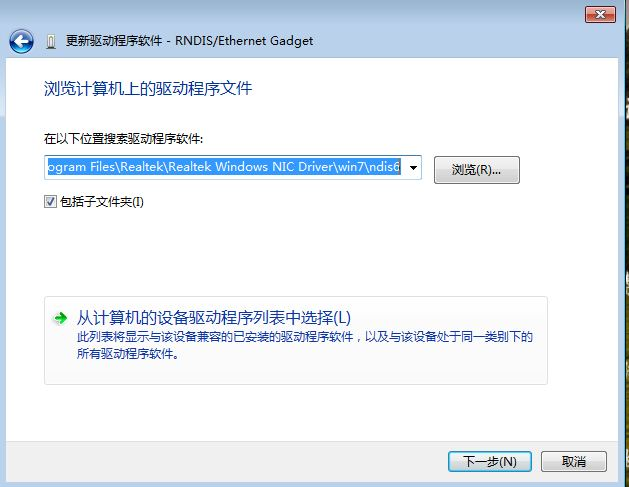 更新驱动程序软件 - RNDIS/Ethernet Gadget
浏览计算机上的驱动程序文件
在以下位置搜索驱动程序软件:
ogram Files\Realtek\Realtek Windows NIC Driver\win7\ndis6
浏览(R)...
包括子文件夹(I)
从计算机的设备驱动程序列表中选择(L)
此列表将显示与该设备兼容的已安装的驱动程序软件，以及与该设备处于同一类别下的
所有驱动程序软件。
下一步(N)
取消